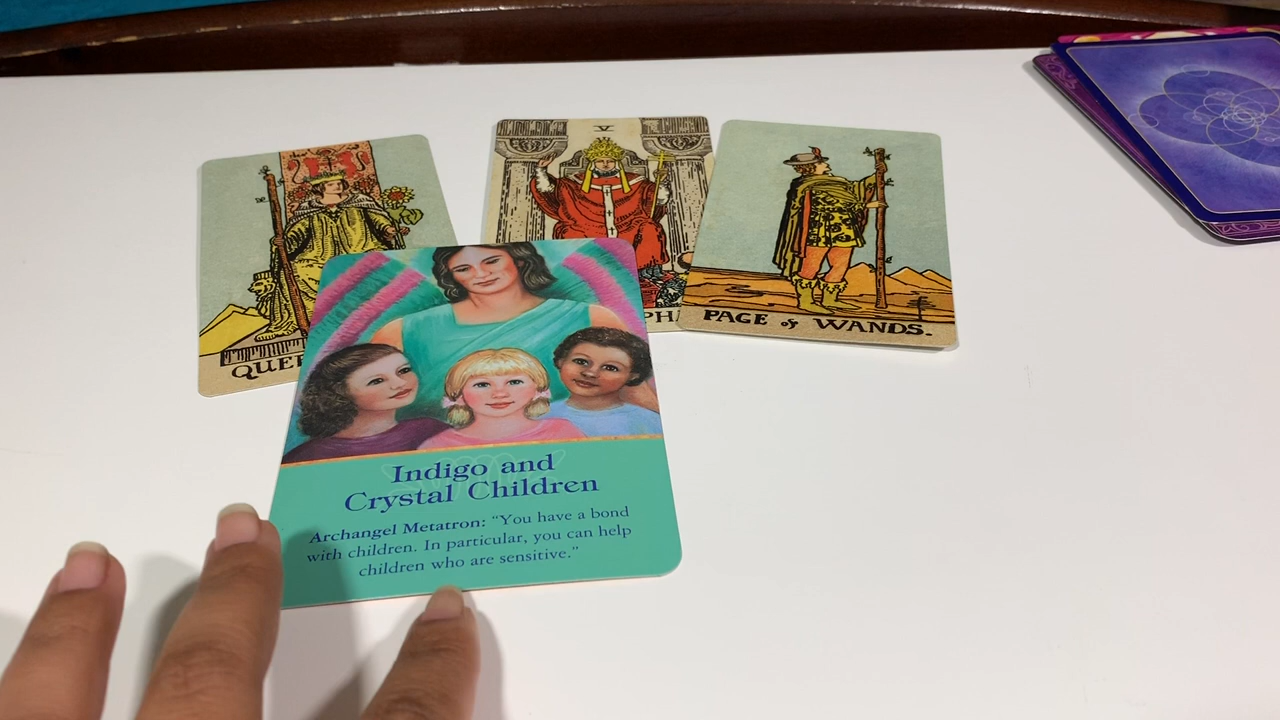 V
PAGE of WANDS.
Indigo and
Crystal Children
Archangel Metatron: “You have a bond
with children. In particular, you can help
children who are sensitive.”